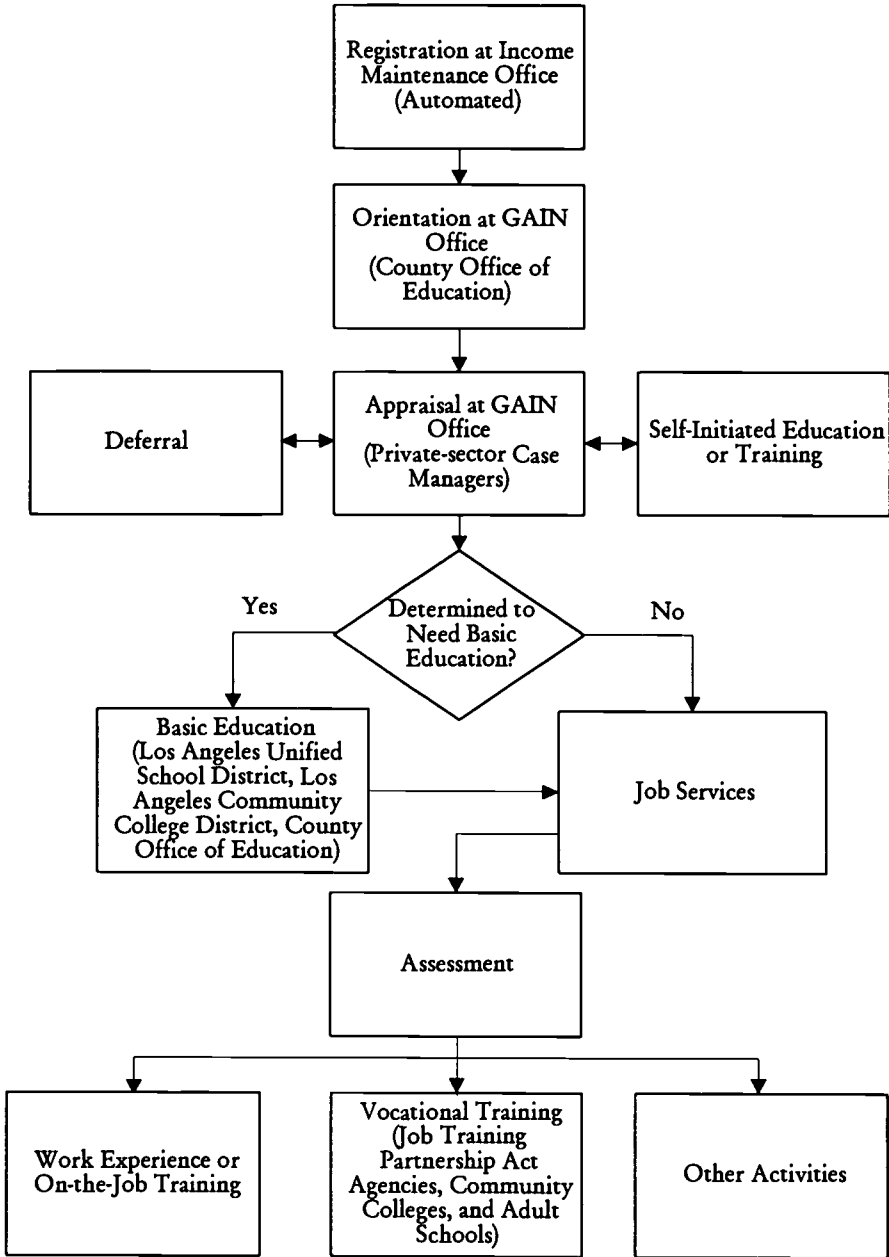 Registration at Income
Maintenance Office
(Automated)
Orientation at GAIN
Office
(County Office of
Education)
Deferral
Appraisal at GAIN
Office
(Private-sector Case
Managers)
Self-Initiated Education
or Training
Yes
Determined to
Need Basic
Education?
No
Basic Education
(Los Angeles Unified
School District, Los
Angeles Community
College District, County
Office of Education)
Job Services
Assessment
Work Experience or
On-the-Job Training
Vocational Training
(Job Training
Partnership Act
Agencies, Community
Colleges, and Adult
Schools)
Other Activities